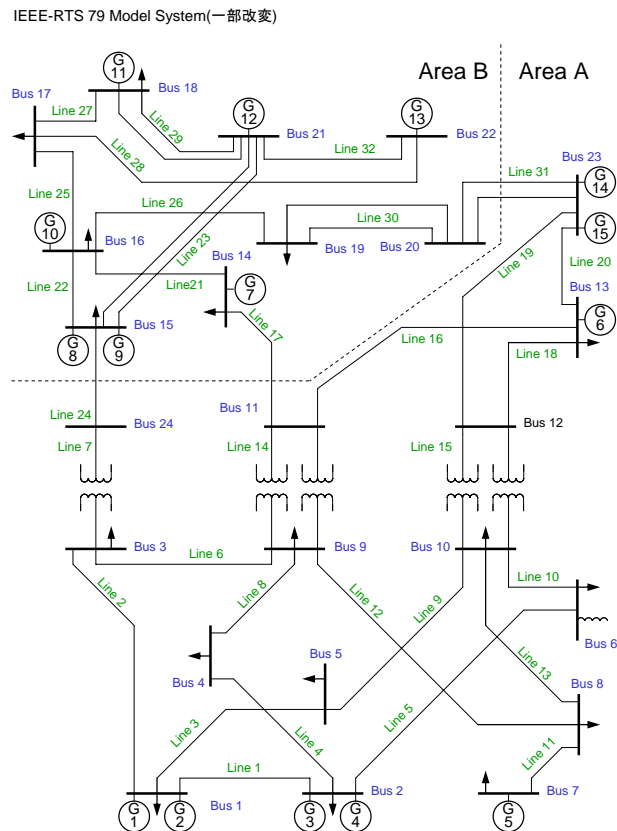 IEEE-RTS 79 Model System(一部改変)
Area B
Area A
G
11
Bus 18
Bus 17
Line 27
G
12
Bus 21
G
13
Bus 22
Line 29
Line 28
Line 32
Bus 23
Line 31
G
14
Line 25
Line 26
G
15
G
10
Bus 16
Line 23
Bus 14
Line 30
Bus 19
Bus 20
Line 19
Line 20
Line 22
Line21
G
7
Bus 13
Bus 15
Line 17
Line 16
G
6
G
8
G
9
Line 18
Line 24
Bus 24
Bus 11
Bus 12
Line 7
Line 14
Line 15
Bus 3
Bus 9
Bus 10
Line 6
Line 2
Line 8
Line 12
Line 9
Line 10
Bus 6
Bus 5
Bus 4
Line 13
Bus 8
Line 3
Line 4
Line 5
Line 11
Line 1
Bus 1
Bus 2
Bus 7
G
1
G
2
G
3
G
4
G
5